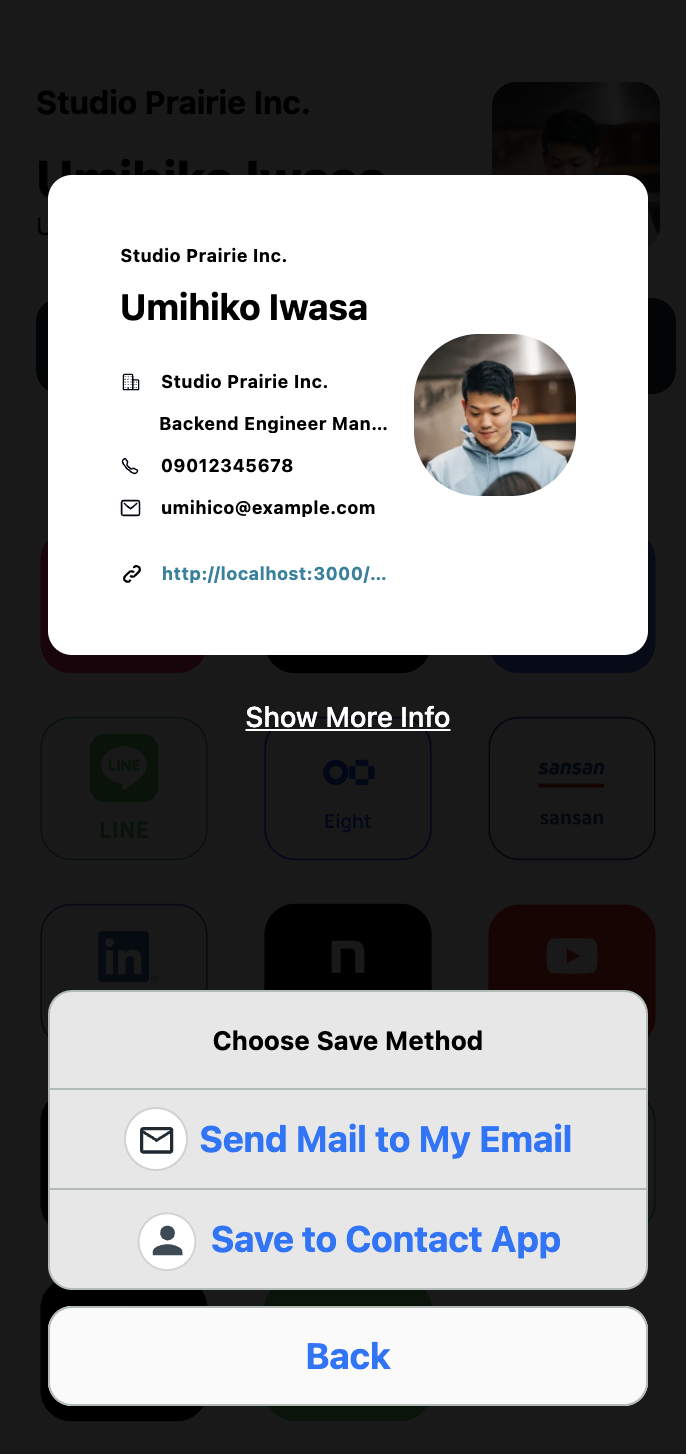 Studio Prairie Inc.
Umihiko Iwasa
Studio Prairie Inc.
Umihiko Iwasa
Studio Prairie Inc.
Backend Engineer Man...
09012345678
umihico@example.com
http://localhost:3000/...
Show More Info
LINE
LINE
Eight
sansan
sansan
in
n
Choose Save Method
Send Mail to My Email
Save to Contact App
Back